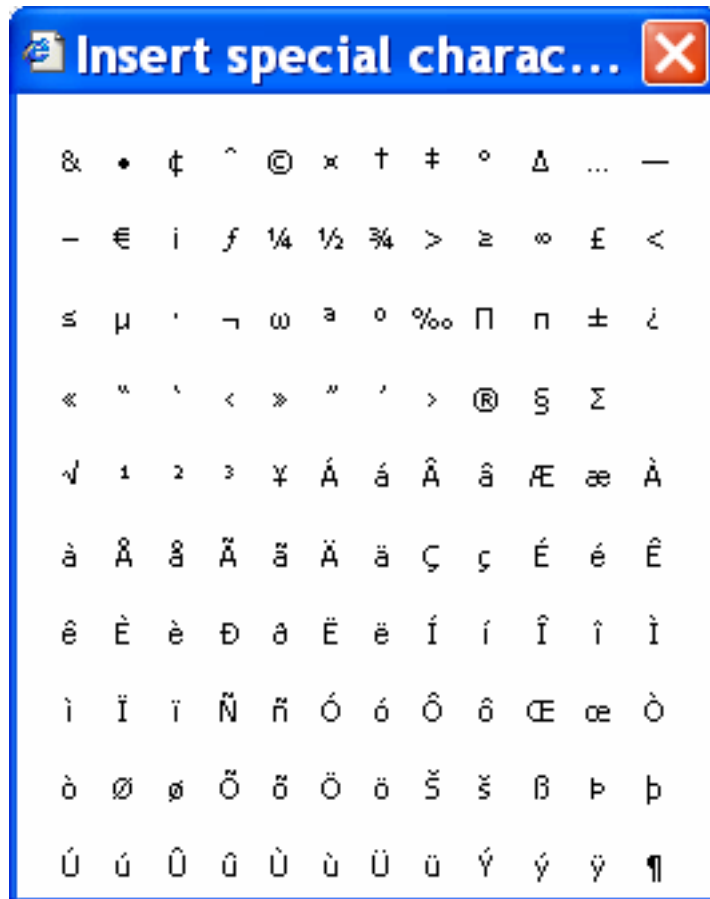 Insert special charac...
& • ¢ ˆ © ¤ † ‡ ° Δ … —
– € ¡ ƒ ¼ ½ ¾ > ≥ ∞ £ <
≤ µ · ¬ ω ª º ‰ Π π ± ¿
« “ ‘ ‹ » ” ’ › ® § Σ
√ ¹ ² ³ ¥ Á á Â â Æ æ À
à Å å Ã ã Ä ä Ç ç É é Ê
ê È è Ð ð Ë ë Í í Î î Ì
ì Ï ï Ñ ñ Ó ó Ô ô Œ œ Ò
ò Ø ø Õ õ Ö ö Š š ß Þ þ
Ú ú Û û Ù ù Ü ü Ý ý ÿ ¶